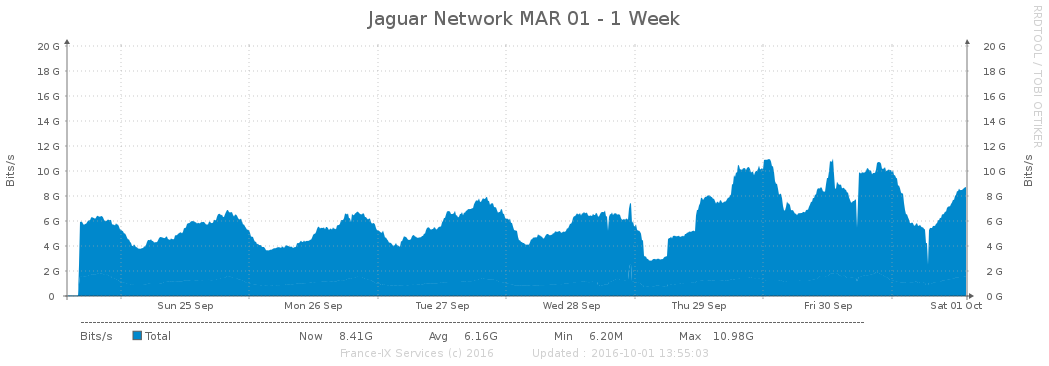 Jaguar Network MAR 01 - 1 Week
RRDTOOL / TOBI OETIKER
Bits/s
20 G
18 G
16 G
14 G
12 G
10 G
8 G
6 G
4 G
2 G
0
20 G
18 G
16 G
14 G
12 G
10 G
8 G
6 G
4 G
2 G
0 G
Bits/s
Sun 25 Sep Mon 26 Sep Tue 27 Sep Wed 28 Sep Thu 29 Sep Fri 30 Sep Sat 01 Oct
Bits/s Total Now 8.41G Avg 6.16G Min 6.20M Max 10.98G
France-IX Services (c) 2016 Updated : 2016-10-01 13:55:03